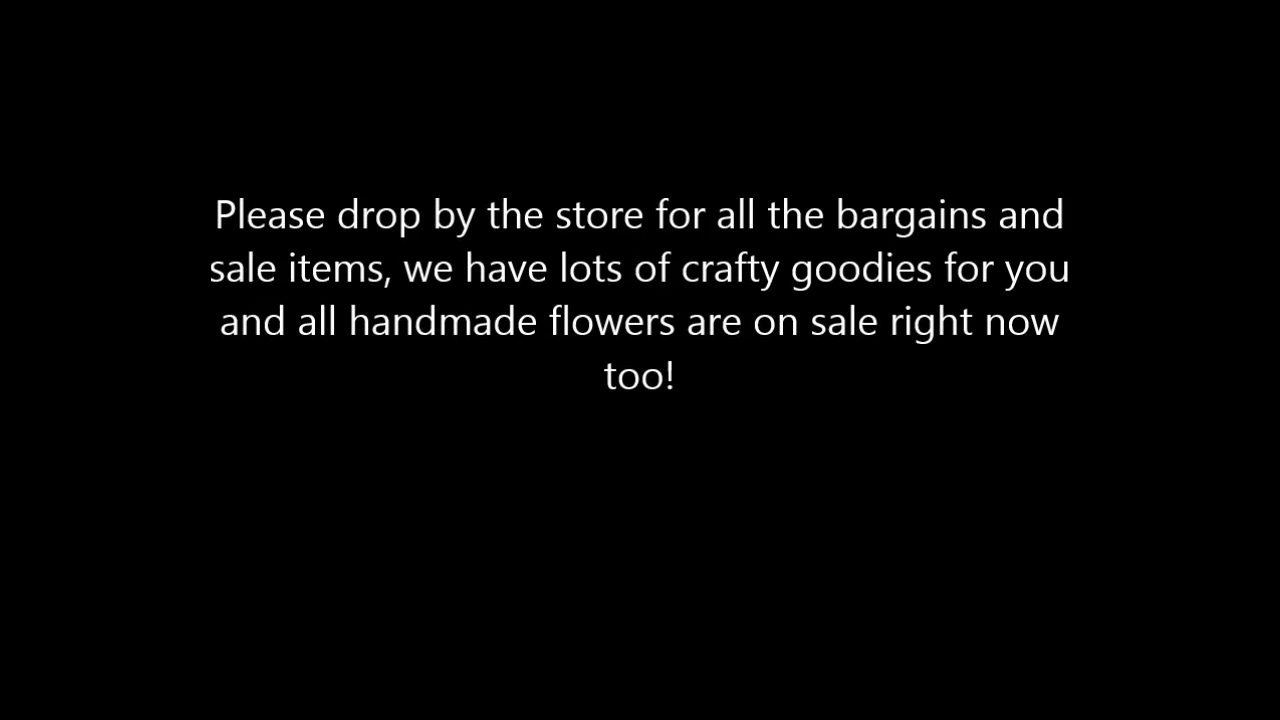 Please drop by the store for all the bargains and
sale items, we have lots of crafty goodies for you
and all handmade flowers are on sale right now
too!